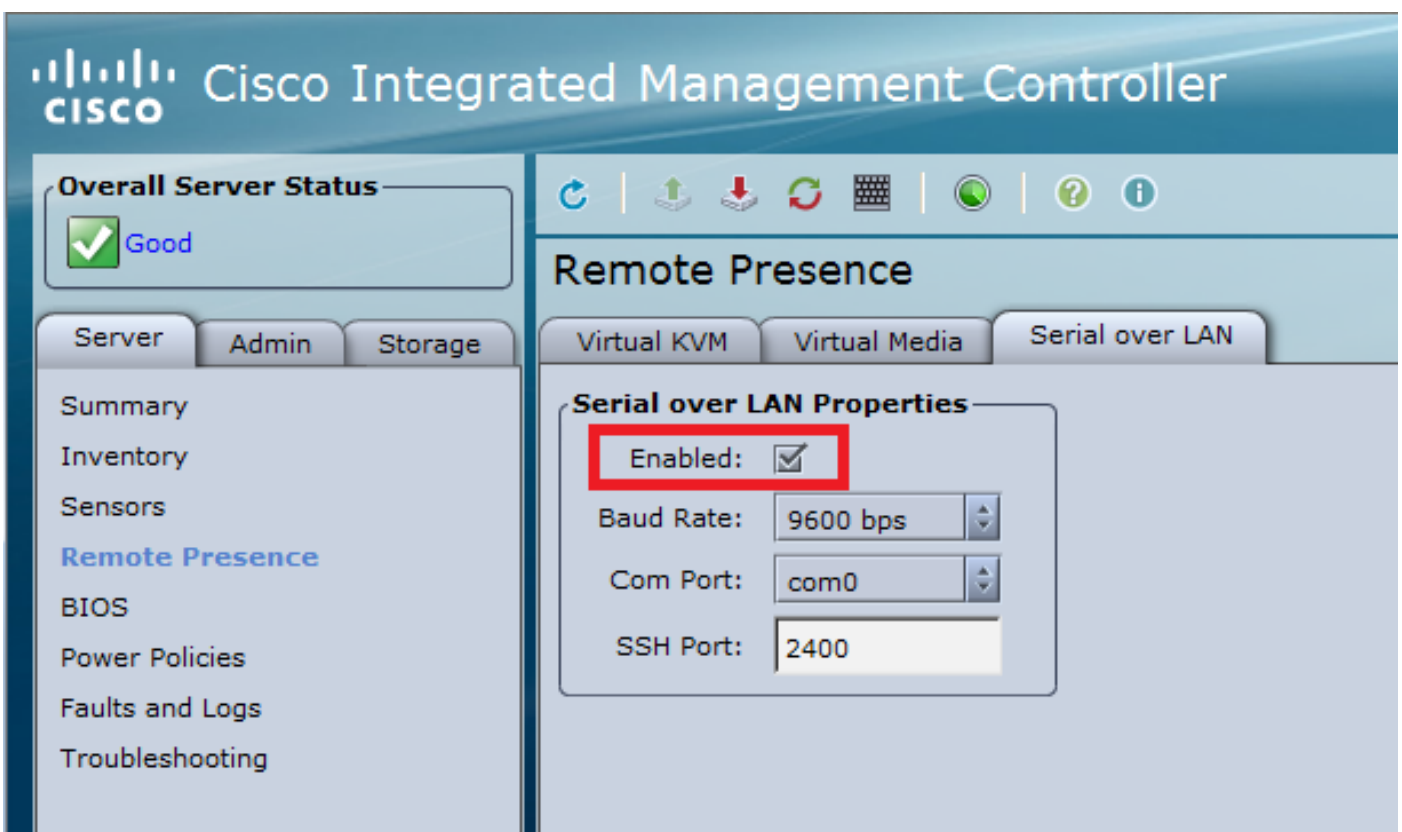 CISCO
Cisco Integrated Management Controller
Overall Server Status
Good
Server
Admin
Storage
Summary
Inventory
Sensors
Remote Presence
BIOS
Power Policies
Faults and Logs
Troubleshooting
Remote Presence
Virtual KVM
Virtual Media
Serial over LAN
Serial over LAN Properties
Enabled:
Baud Rate: 9600 bps
Com Port: com0
SSH Port: 2400